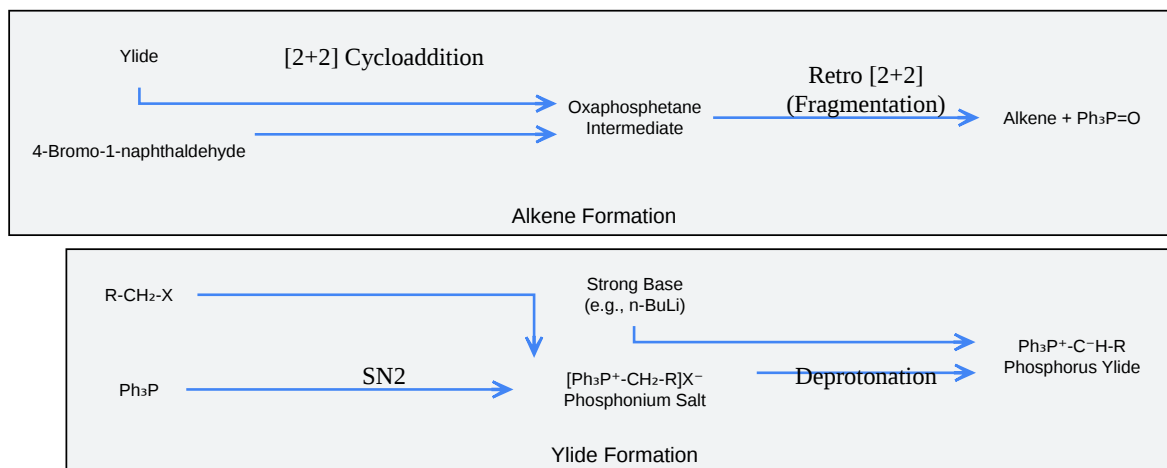 Ylide
[2+2] Cycloaddition
Retro [2+2]
(Fragmentation)
Oxaphosphetane
Intermediate
Alkene + Ph₃P=O
4-Bromo-1-naphthaldehyde
Alkene Formation
R-CH₂-X
Strong Base
(e.g., n-BuLi)
Ph₃P⁺-C⁻H-R
Phosphorus Ylide
Ph₃P
SN2
[Ph₃P⁺-CH₂-R]X⁻
Phosphonium Salt
Deprotonation
Ylide Formation